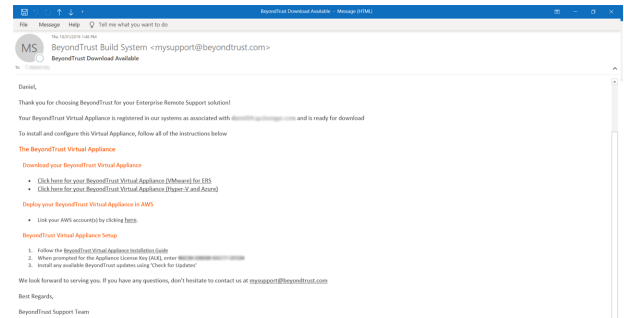 BeyondTrust Download Available - Message (HTML)
File Message Help Tell me what you want to do
Thu 10/31/2019 1:48 PM
MS
BeyondTrust Build System <mysupport@beyondtrust.com>
BeyondTrust Download Available
To
Daniel,
Thank you for choosing BeyondTrust for your Enterprise Remote Support solution!
Your BeyondTrust Virtual Appliance is registered in our systems as associated with and is ready for download
To install and configure this Virtual Appliance, follow all of the instructions below
The BeyondTrust Virtual Appliance
Download your BeyondTrust Virtual Appliance
• Click here for your BeyondTrust Virtual Appliance (VMware) for ERS
• Click here for your BeyondTrust Virtual Appliance (Hyper-V and Azure)
Deploy your BeyondTrust Virtual Appliance in AWS
• Link your AWS account(s) by clicking here.
BeyondTrust Virtual Appliance Setup
1. Follow the BeyondTrust Virtual Appliance Installation Guide
2. When prompted for the Appliance License Key (ALK), enter
3. Install any available BeyondTrust updates using 'Check for Updates'
We look forward to serving you. If you have any questions, don't hesitate to contact us at mysupport@beyondtrust.com
Best Regards,
BeyondTrust Support Team